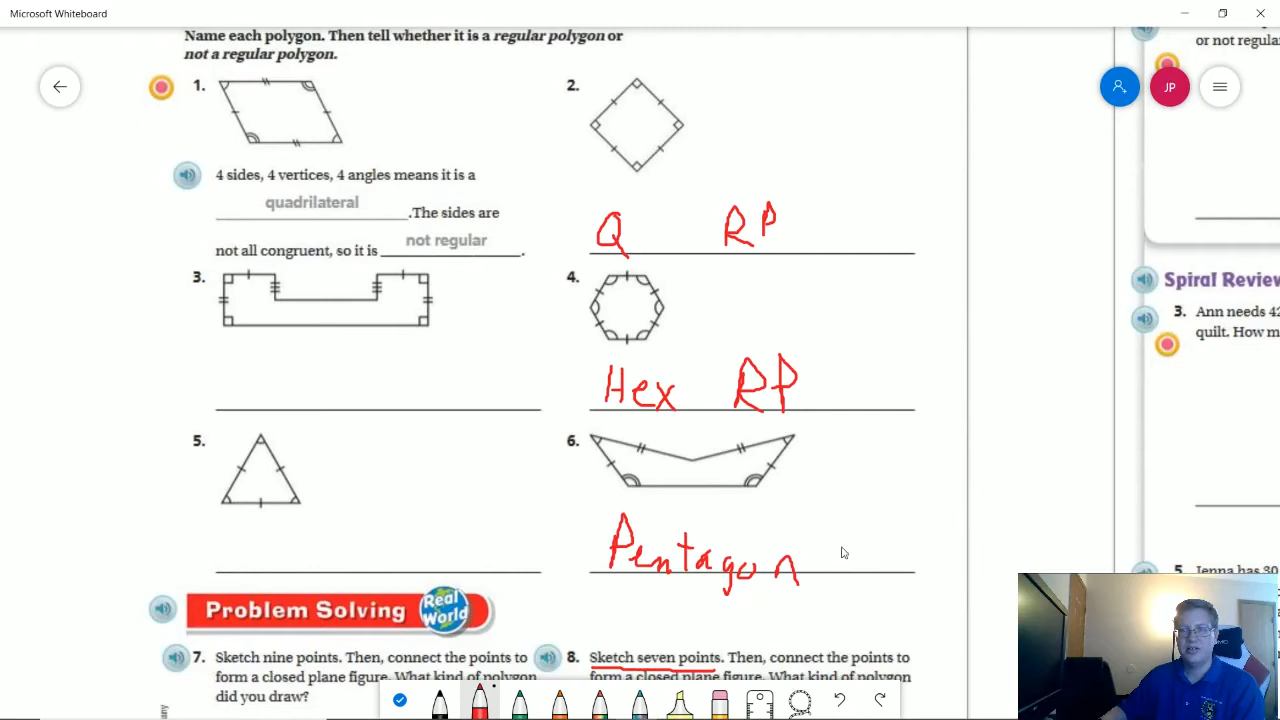 Microsoft Whiteboard
Name each polygon. Then tell whether it is a regular polygon or
not a regular polygon.
1.
2.
4 sides, 4 vertices, 4 angles means it is a
quadrilateral .The sides are
not all congruent, so it is not regular .
Q RP
3.
4.
Hex RP
5.
6.
Pentagon
Problem Solving Real World
7. Sketch nine points. Then, connect the points to
form a closed plane figure. What kind of polygon
did you draw?
8. Sketch seven points. Then, connect the points to
form a closed plane figure. What kind of polygon
any
or not regular
JP
Spiral Review
3. Ann needs 42
quilt. How m
5. Jenna has 30